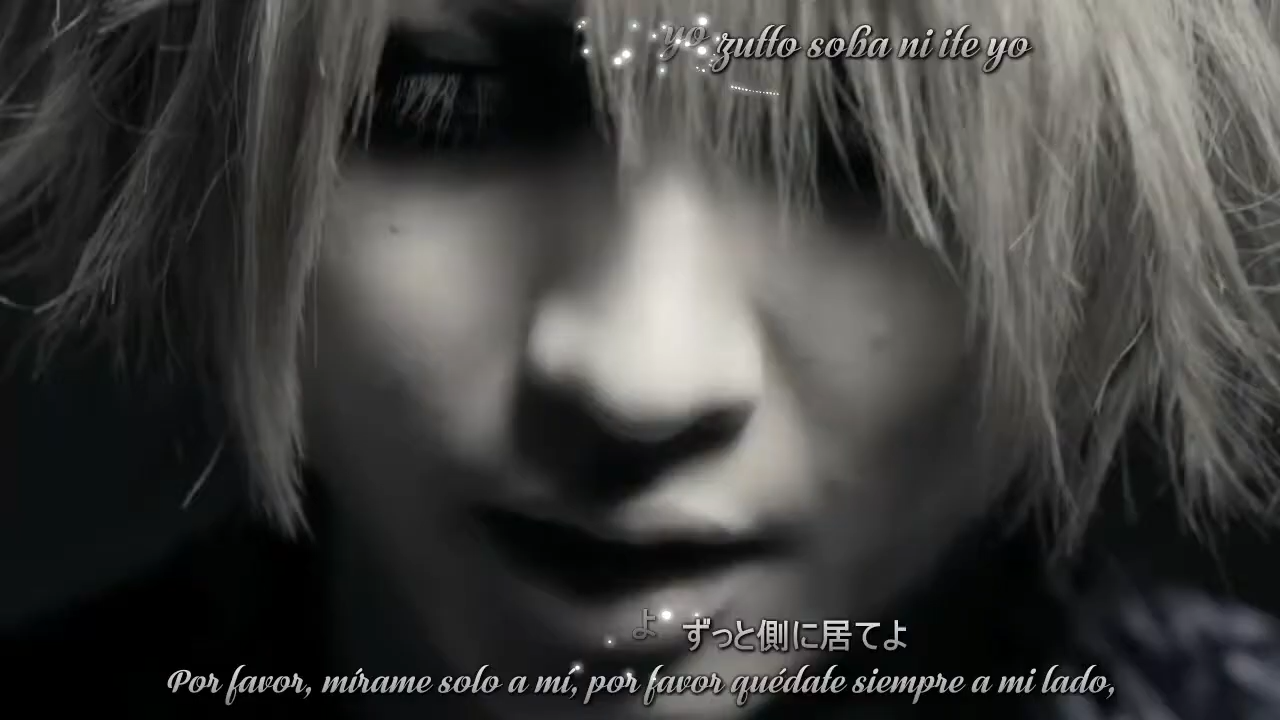 yo zutto soba ni ite yo
よ ずっと側に居てよ
Por favor, mírame solo a mí, por favor quédate siempre a mi lado,